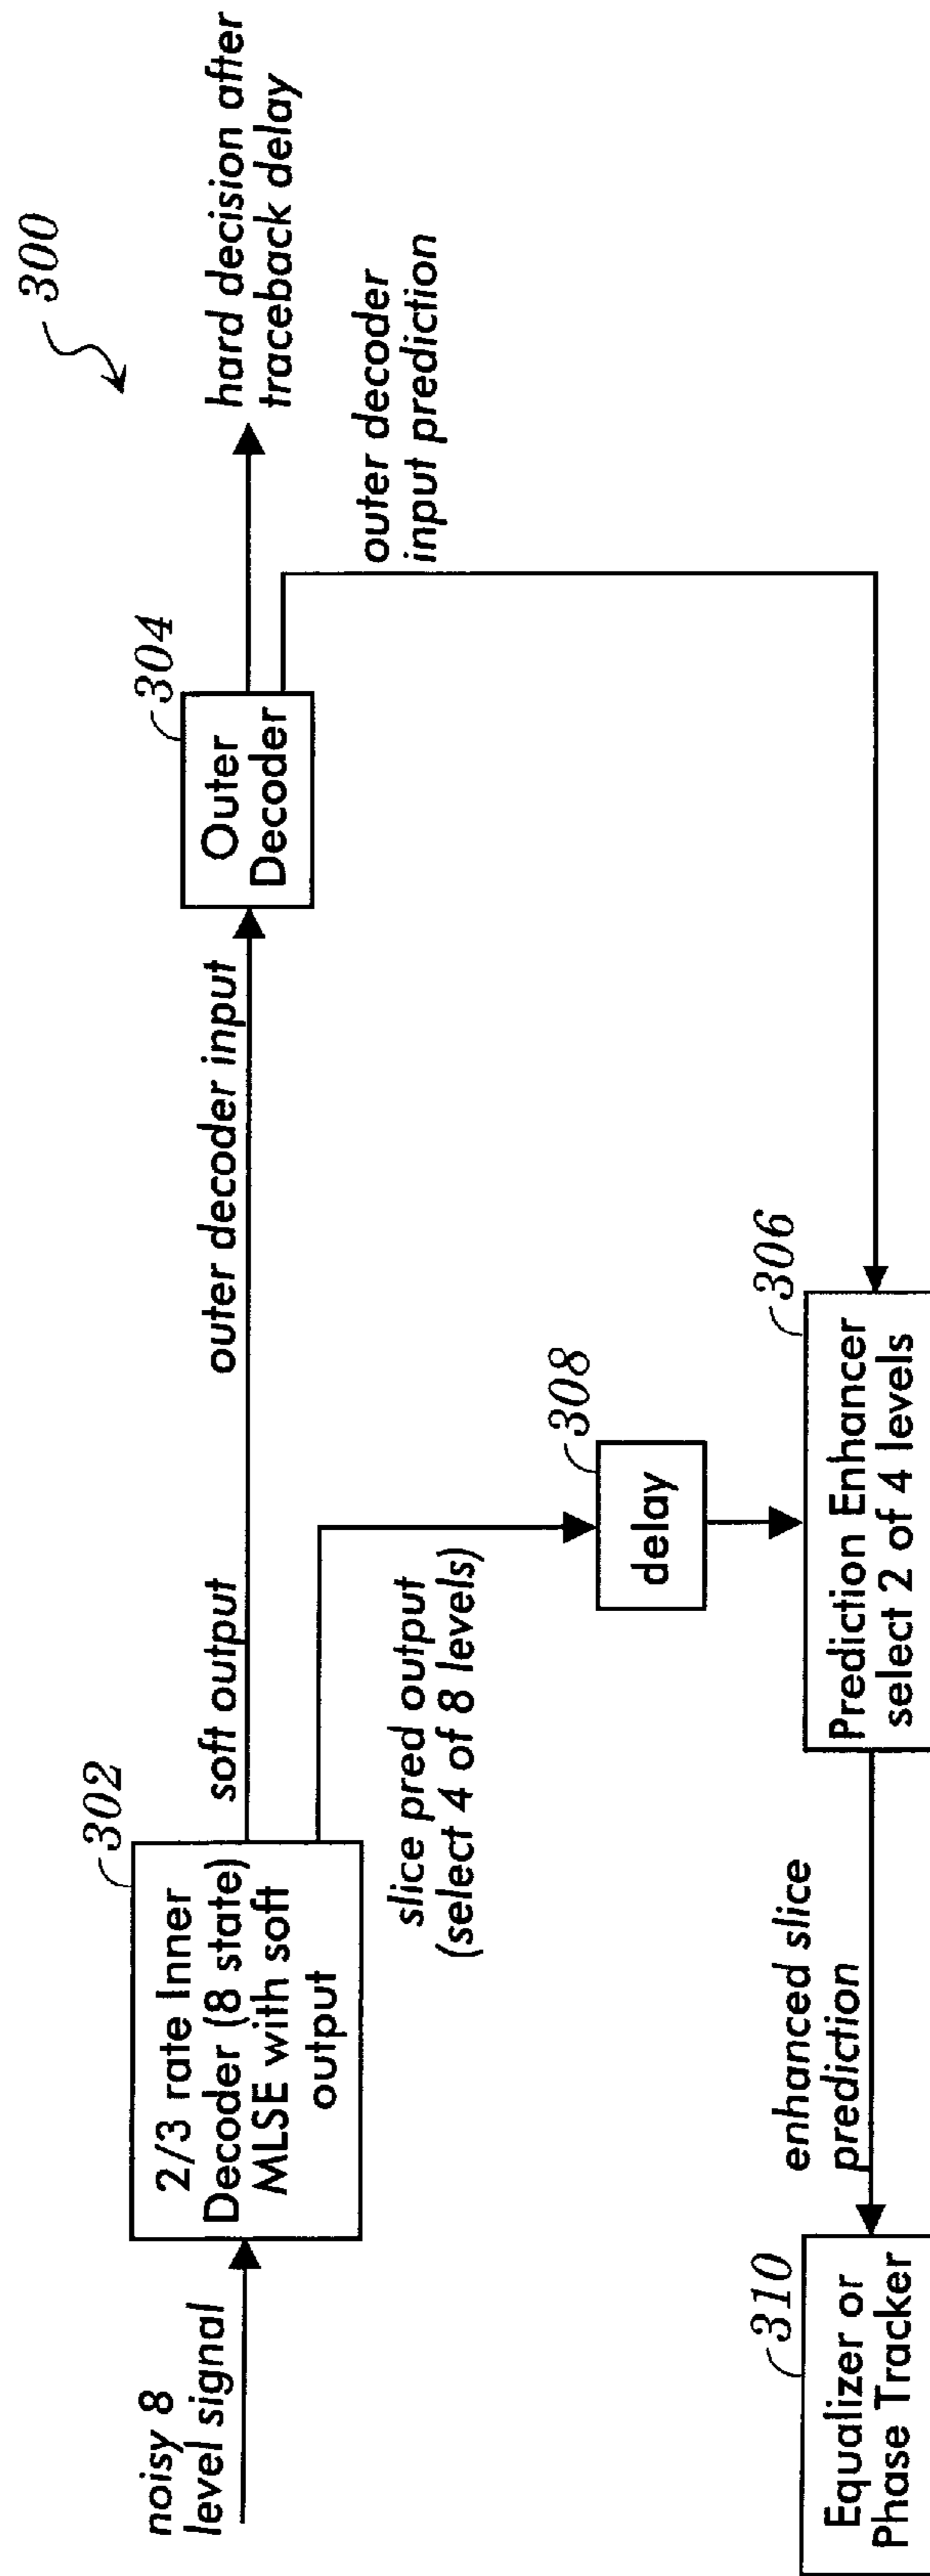 300
noisy 8
level signal
302
2/3 rate Inner
Decoder (8 state)
MLSE with soft
output
soft output
outer decoder input
304
Outer
Decoder
hard decision after
traceback delay
outer decoder
input prediction
slice pred output
(select 4 of 8 levels)
308
delay
306
Prediction Enhancer
select 2 of 4 levels
enhanced slice
prediction
310
Equalizer or
Phase Tracker